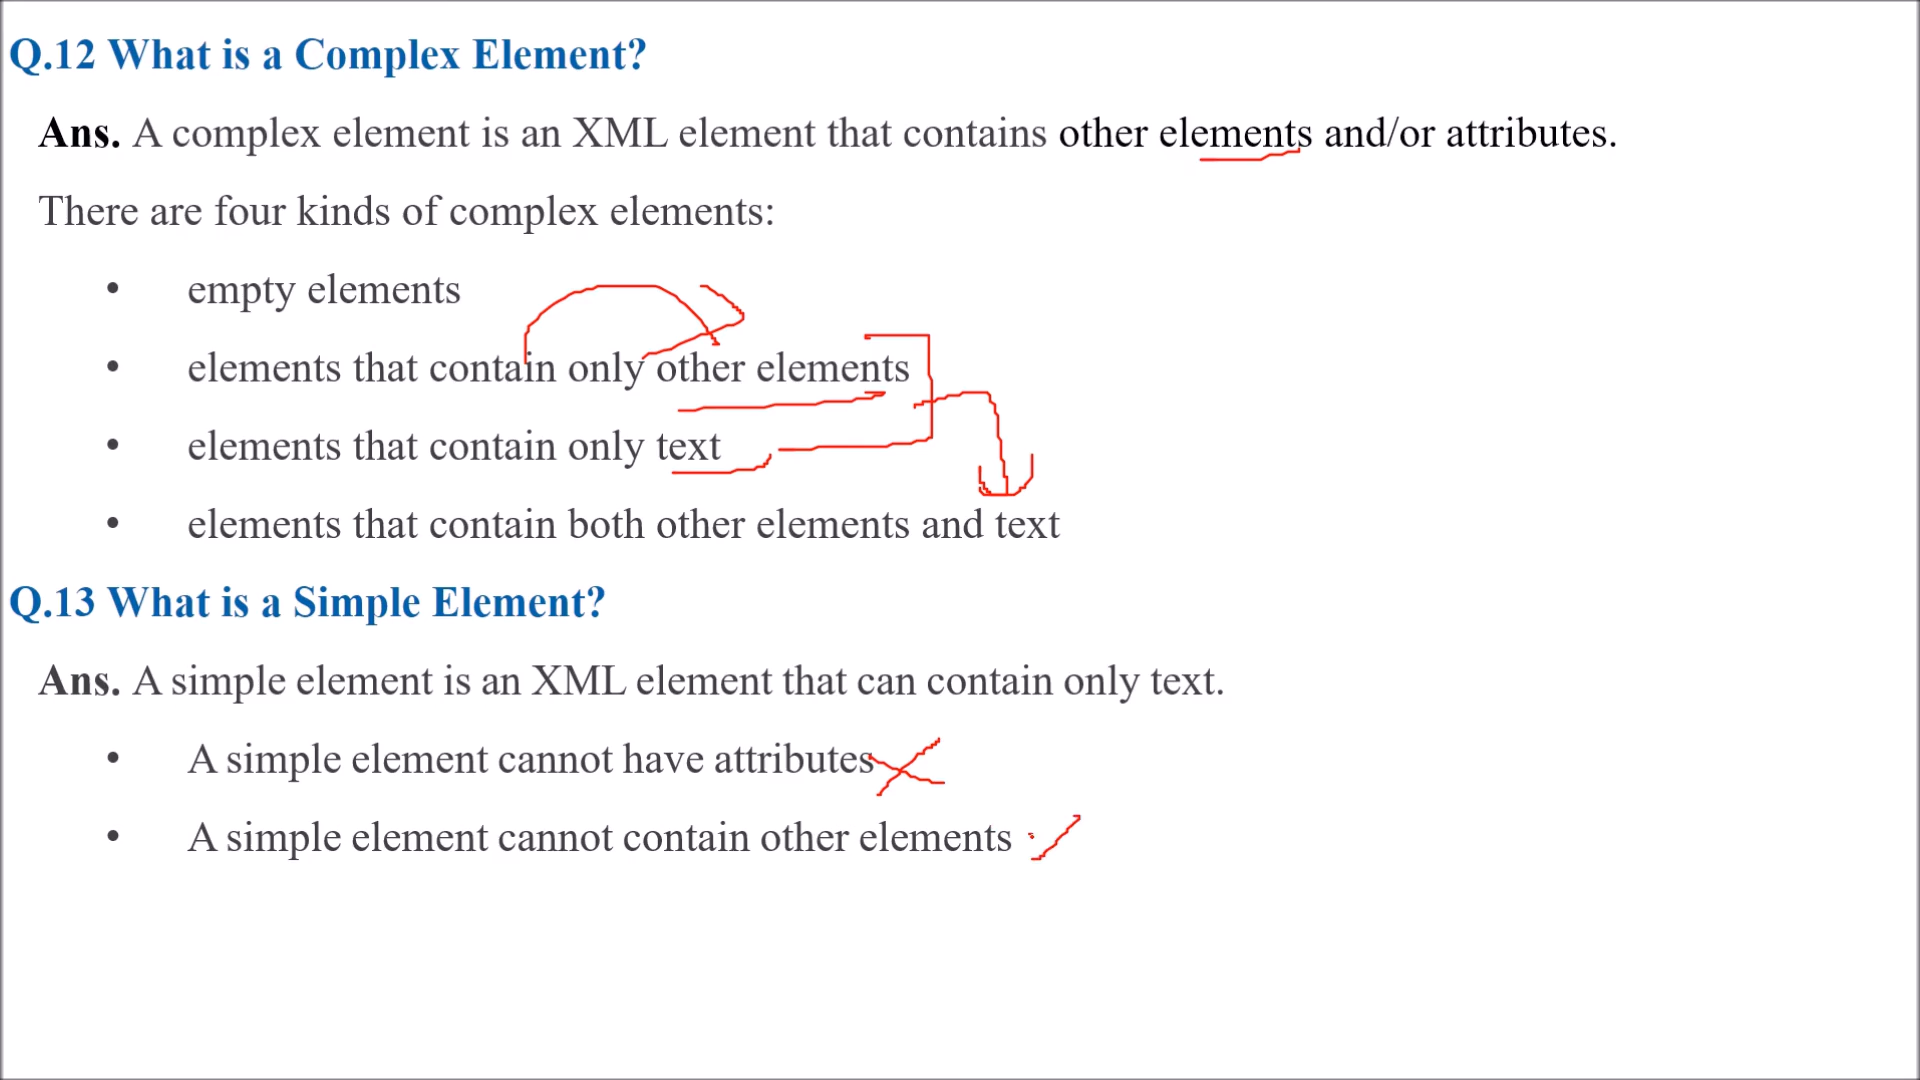 Q.12 What is a Complex Element?
Ans. A complex element is an XML element that contains other elements and/or attributes.
There are four kinds of complex elements:
• empty elements
• elements that contain only other elements
• elements that contain only text
• elements that contain both other elements and text
Q.13 What is a Simple Element?
Ans. A simple element is an XML element that can contain only text.
• A simple element cannot have attributes
• A simple element cannot contain other elements